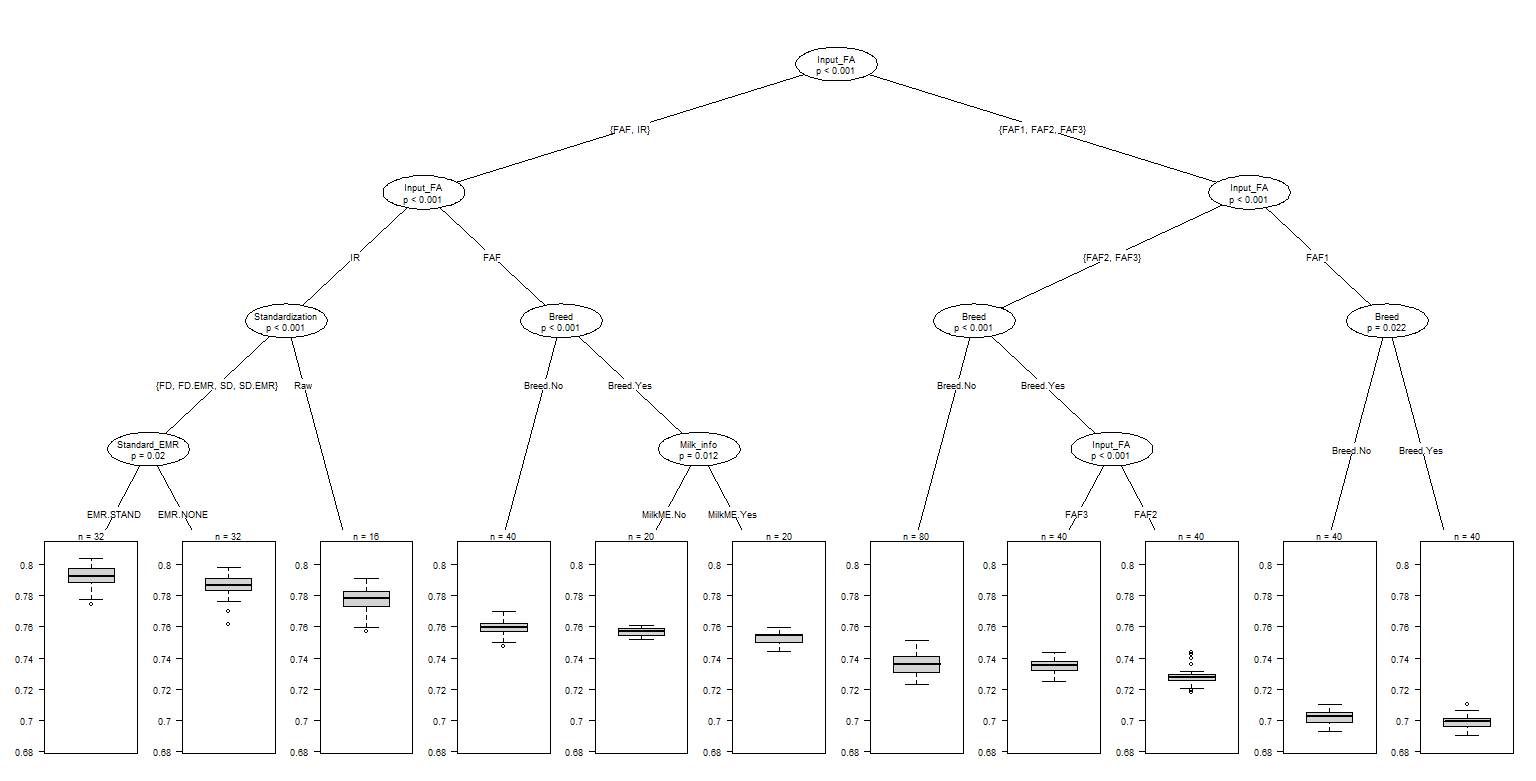 Input_FA
p < 0.001
{FAF, IR}
{FAF1, FAF2, FAF3}
Input_FA
p < 0.001
Input_FA
p < 0.001
IR
FAF
{FAF2, FAF3}
FAF1
Standardization
p < 0.001
Breed
p < 0.001
Breed
p < 0.001
Breed
p = 0.022
{FD, FD.EMR, SD, SD.EMR}
Raw
Breed.No
Breed.Yes
Breed.No
Breed.Yes
Standard_EMR
p = 0.02
Milk_info
p = 0.012
Input_FA
p < 0.001
Breed.No
Breed.Yes
EMR.STAND
EMR.NONE
MilkME.No
MilkME.Yes
FAF3
FAF2
n = 32
n = 32
n = 16
n = 40
n = 20
n = 20
n = 80
n = 40
n = 40
n = 40
n = 40
0.8 0.8 0.8 0.8 0.8 0.8 0.8 0.8 0.8 0.8 0.8
0.78 0.78 0.78 0.78 0.78 0.78 0.78 0.78 0.78 0.78 0.78
0.76 0.76 0.76 0.76 0.76 0.76 0.76 0.76 0.76 0.76 0.76
0.74 0.74 0.74 0.74 0.74 0.74 0.74 0.74 0.74 0.74 0.74
0.72 0.72 0.72 0.72 0.72 0.72 0.72 0.72 0.72 0.72 0.72
0.7 0.7 0.7 0.7 0.7 0.7 0.7 0.7 0.7 0.7 0.7
0.68 0.68 0.68 0.68 0.68 0.68 0.68 0.68 0.68 0.68 0.68